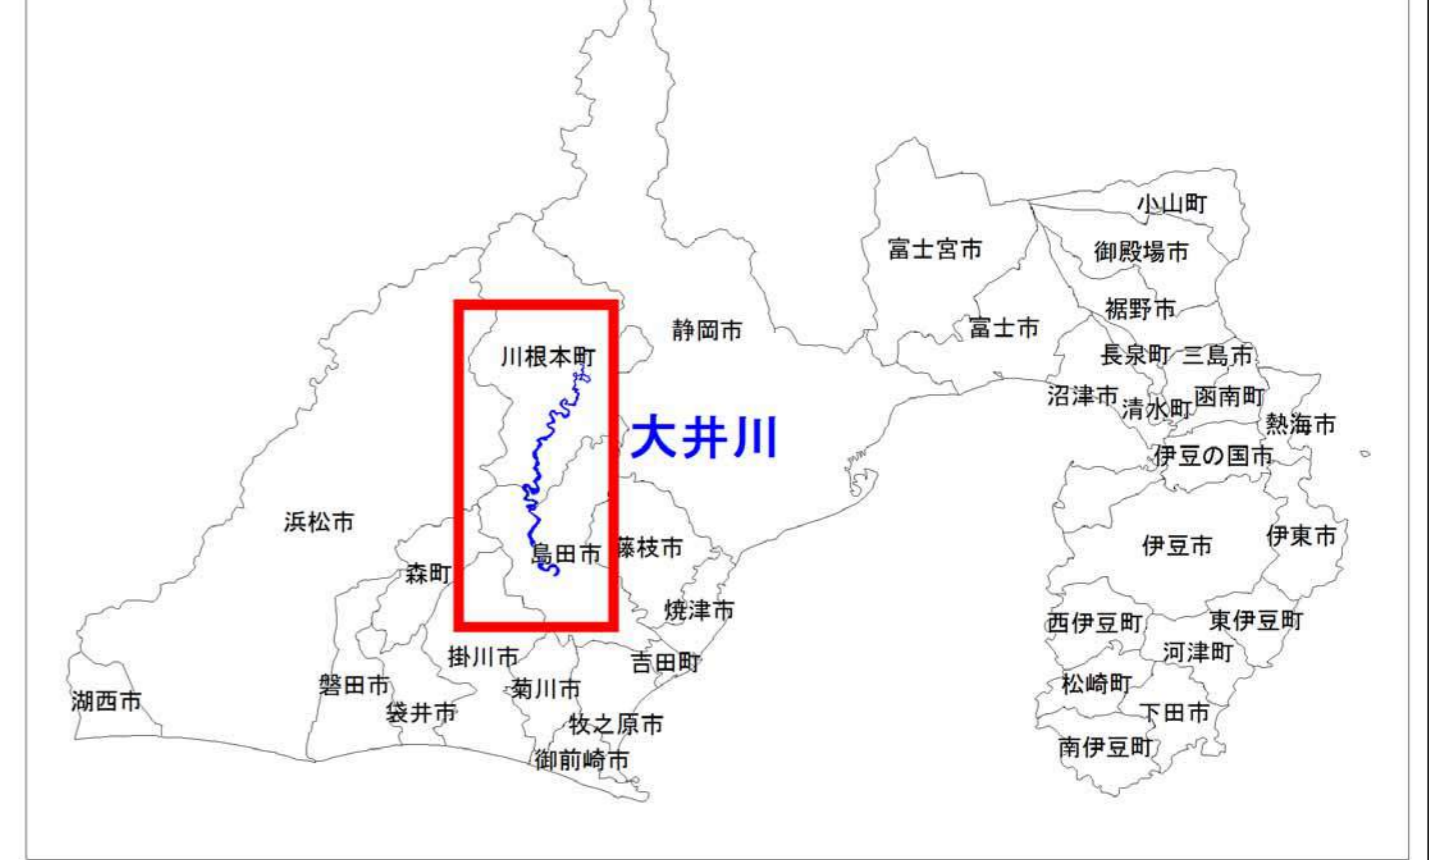 小山町
富士宮市
御殿場市
裾野市
富士市
静岡市
川根本町
長泉町
三島市
沼津市
清水町
函南町
熱海市
大井川
伊豆の国市
浜松市
伊東市
伊豆市
藤枝市
島田市
森町
焼津市
西伊豆町
東伊豆町
河津町
掛川市
吉田町
松崎町
磐田市
菊川市
湖西市
袋井市
下田市
牧之原市
南伊豆町
御前崎市